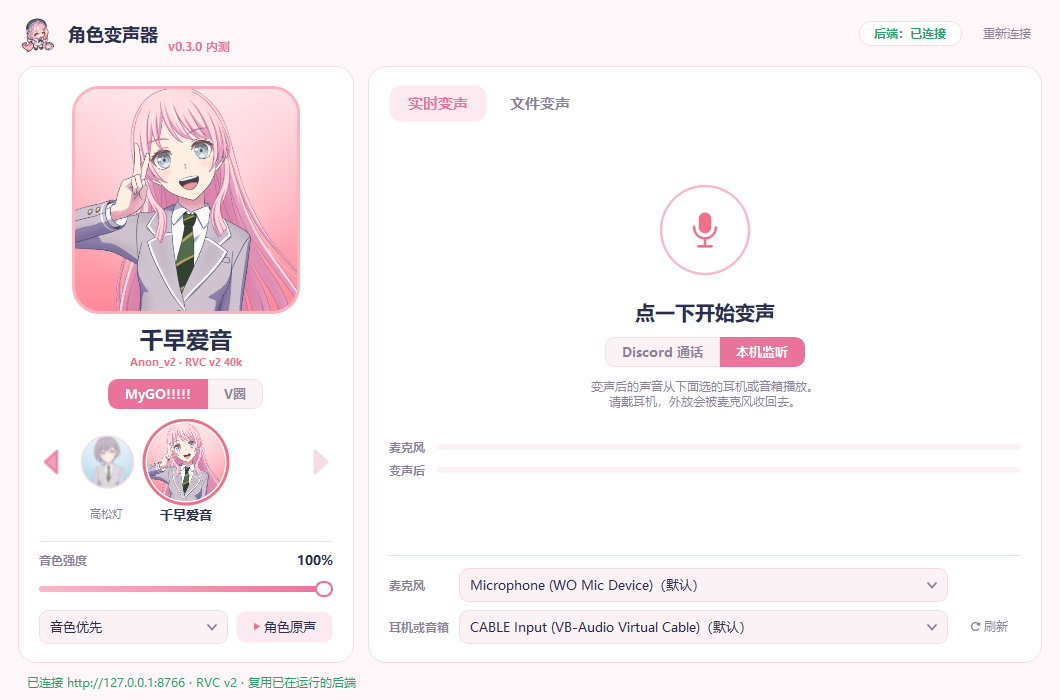 角色变声器 v0.3.0 内测
后端：已连接 重新连接
千早爱音
Anon_v2 · RVC v2 40k
MyGO!!!!! V圈
高松灯 千早爱音
音色强度 100%
音色优先 角色原声
实时变声 文件变声
点一下开始变声
Discord 通话 本机监听
变声后的声音从下面选的耳机或音箱播放。
请戴耳机，外放会被麦克风收回去。
麦克风
变声后
麦克风 Microphone (WO Mic Device)（默认）
耳机或音箱 CABLE Input (VB-Audio Virtual Cable)（默认） 刷新
已连接 http://127.0.0.1:8766 · RVC v2 · 复用已在运行的后端